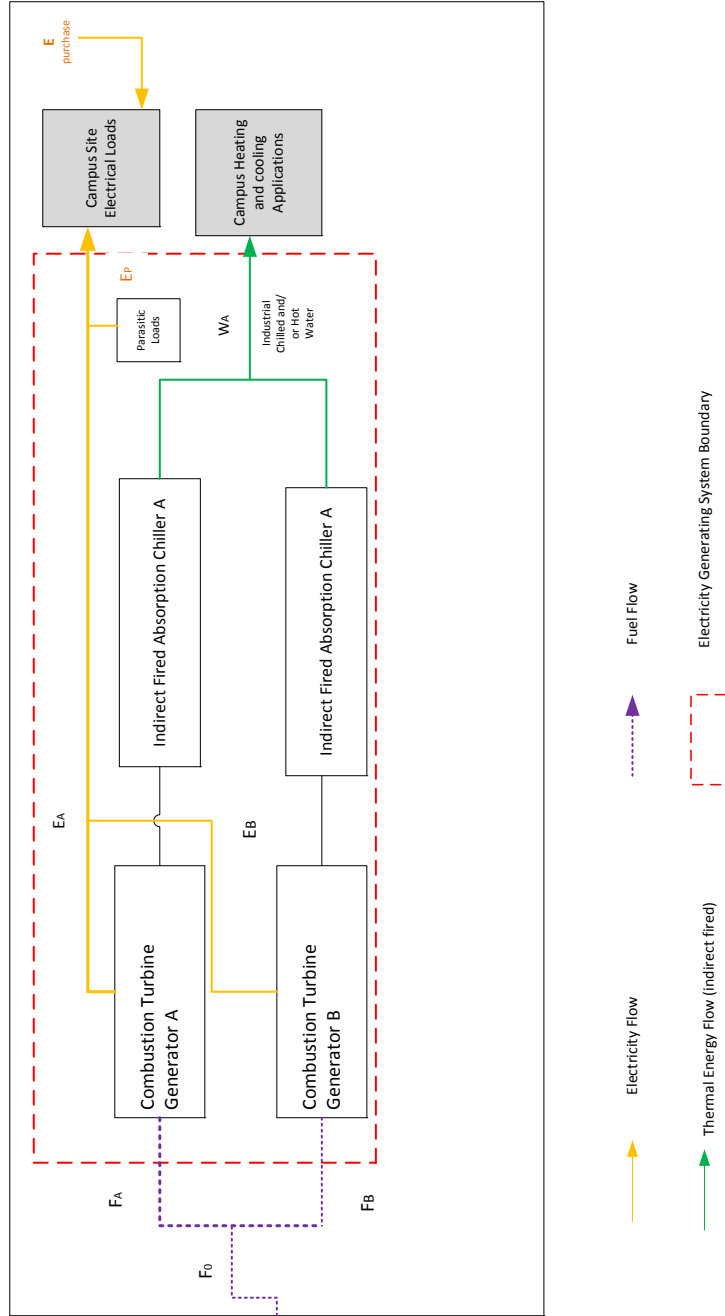 F0
FA
FB
Combustion Turbine
Generator A
Combustion Turbine
Generator B
EA
EB
Indirect Fired Absorption Chiller A
Indirect Fired Absorption Chiller A
Parasitic
Loads
EP
WA
Industrial
Chilled and/
or Hot
Water
Campus Site
Electrical Loads
Campus Heating
and cooling
Applications
E
purchase
Electricity Flow
Fuel Flow
Thermal Energy Flow (indirect fired)
Electricity Generating System Boundary